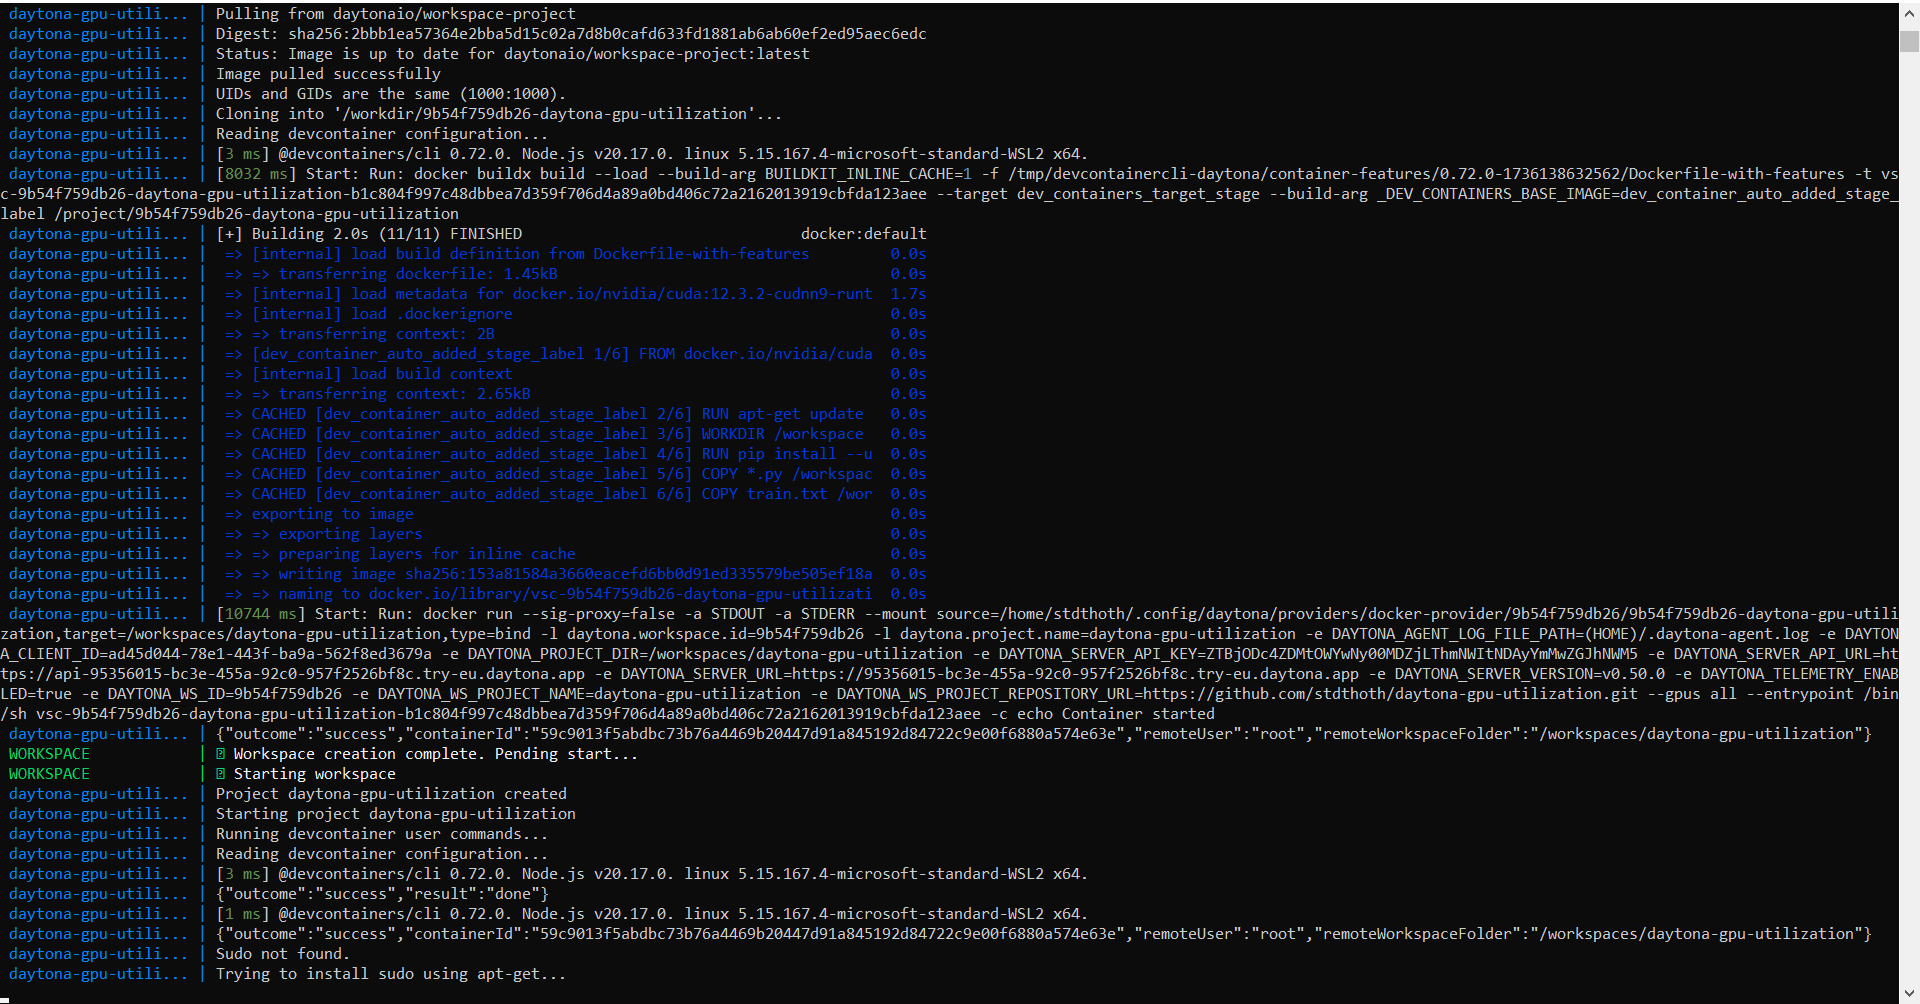 daytona-gpu-utili... | Pulling from daytonaio/workspace-project
daytona-gpu-utili... | Digest: sha256:2bbb1ea57364e2bba5d15c02a7d8b0cafd633fd1881ab6ab60ef2ed95aec6edc
daytona-gpu-utili... | Status: Image is up to date for daytonaio/workspace-project:latest
daytona-gpu-utili... | Image pulled successfully
daytona-gpu-utili... | UIDs and GIDs are the same (1000:1000).
daytona-gpu-utili... | Cloning into '/workdir/9b54f759db26-daytona-gpu-utilization'...
daytona-gpu-utili... | Reading devcontainer configuration...
daytona-gpu-utili... | [3 ms] @devcontainers/cli 0.72.0. Node.js v20.17.0. linux 5.15.167.4-microsoft-standard-WSL2 x64.
daytona-gpu-utili... | [8032 ms] Start: Run: docker buildx build --load --build-arg BUILDKIT_INLINE_CACHE=1 -f /tmp/devcontainercli-daytona/container-features/0.72.0-1736138632562/Dockerfile-with-features -t vs
c-9b54f759db26-daytona-gpu-utilization-b1c804f997c48dbbea7d359f706d4a89a0bd406c72a2162013919cbfda123aee --target dev_containers_target_stage --build-arg _DEV_CONTAINERS_BASE_IMAGE=dev_container_auto_added_stage_
label /project/9b54f759db26-daytona-gpu-utilization
daytona-gpu-utili... | [+] Building 2.0s (11/11) FINISHED docker:default
daytona-gpu-utili... | => [internal] load build definition from Dockerfile-with-features 0.0s
daytona-gpu-utili... | => => transferring dockerfile: 1.45kB 0.0s
daytona-gpu-utili... | => [internal] load metadata for docker.io/nvidia/cuda:12.3.2-cudnn9-runt 1.7s
daytona-gpu-utili... | => [internal] load .dockerignore 0.0s
daytona-gpu-utili... | => => transferring context: 2B 0.0s
daytona-gpu-utili... | => [dev_container_auto_added_stage_label 1/6] FROM docker.io/nvidia/cuda 0.0s
daytona-gpu-utili... | => [internal] load build context 0.0s
daytona-gpu-utili... | => => transferring context: 2.65kB 0.0s
daytona-gpu-utili... | => CACHED [dev_container_auto_added_stage_label 2/6] RUN apt-get update 0.0s
daytona-gpu-utili... | => CACHED [dev_container_auto_added_stage_label 3/6] WORKDIR /workspace 0.0s
daytona-gpu-utili... | => CACHED [dev_container_auto_added_stage_label 4/6] RUN pip install --u 0.0s
daytona-gpu-utili... | => CACHED [dev_container_auto_added_stage_label 5/6] COPY *.py /workspac 0.0s
daytona-gpu-utili... | => CACHED [dev_container_auto_added_stage_label 6/6] COPY train.txt /wor 0.0s
daytona-gpu-utili... | => exporting to image 0.0s
daytona-gpu-utili... | => => exporting layers 0.0s
daytona-gpu-utili... | => => preparing layers for inline cache 0.0s
daytona-gpu-utili... | => => writing image sha256:153a81584a3660eacefd6bb0d91ed335579be505ef18a 0.0s
daytona-gpu-utili... | => => naming to docker.io/library/vsc-9b54f759db26-daytona-gpu-utilizati 0.0s
daytona-gpu-utili... | [10744 ms] Start: Run: docker run --sig-proxy=false -a STDOUT -a STDERR --mount source=/home/stdthoth/.config/daytona/providers/docker-provider/9b54f759db26/9b54f759db26-daytona-gpu-utili
zation,target=/workspaces/daytona-gpu-utilization,type=bind -l daytona.workspace.id=9b54f759db26 -l daytona.project.name=daytona-gpu-utilization -e DAYTONA_AGENT_LOG_FILE_PATH=(HOME)/.daytona-agent.log -e DAYTON
A_CLIENT_ID=ad45d044-78e1-443f-ba9a-562f8ed3679a -e DAYTONA_PROJECT_DIR=/workspaces/daytona-gpu-utilization -e DAYTONA_SERVER_API_KEY=ZTBjODc4ZDMtOWYwNy00MDZjLThmNWItNDAyYmMwZGJhNWM5 -e DAYTONA_SERVER_API_URL=ht
tps://api-95356015-bc3e-455a-92c0-957f2526bf8c.try-eu.daytona.app -e DAYTONA_SERVER_URL=https://95356015-bc3e-455a-92c0-957f2526bf8c.try-eu.daytona.app -e DAYTONA_SERVER_VERSION=v0.50.0 -e DAYTONA_TELEMETRY_ENAB
LED=true -e DAYTONA_WS_ID=9b54f759db26 -e DAYTONA_WS_PROJECT_NAME=daytona-gpu-utilization -e DAYTONA_WS_PROJECT_REPOSITORY_URL=https://github.com/stdthoth/daytona-gpu-utilization.git --gpus all --entrypoint /bin
/sh vsc-9b54f759db26-daytona-gpu-utilization-b1c804f997c48dbbea7d359f706d4a89a0bd406c72a2162013919cbfda123aee -c echo Container started
daytona-gpu-utili... | {"outcome":"success","containerId":"59c9013f5abdbc73b76a4469b20447d91a845192d84722c9e00f6880a574e63e","remoteUser":"root","remoteWorkspaceFolder":"/workspaces/daytona-gpu-utilization"}
WORKSPACE | Workspace creation complete. Pending start...
WORKSPACE | Starting workspace
daytona-gpu-utili... | Project daytona-gpu-utilization created
daytona-gpu-utili... | Starting project daytona-gpu-utilization
daytona-gpu-utili... | Running devcontainer user commands...
daytona-gpu-utili... | Reading devcontainer configuration...
daytona-gpu-utili... | [3 ms] @devcontainers/cli 0.72.0. Node.js v20.17.0. linux 5.15.167.4-microsoft-standard-WSL2 x64.
daytona-gpu-utili... | {"outcome":"success","result":"done"}
daytona-gpu-utili... | [1 ms] @devcontainers/cli 0.72.0. Node.js v20.17.0. linux 5.15.167.4-microsoft-standard-WSL2 x64.
daytona-gpu-utili... | {"outcome":"success","containerId":"59c9013f5abdbc73b76a4469b20447d91a845192d84722c9e00f6880a574e63e","remoteUser":"root","remoteWorkspaceFolder":"/workspaces/daytona-gpu-utilization"}
daytona-gpu-utili... | Sudo not found.
daytona-gpu-utili... | Trying to install sudo using apt-get...